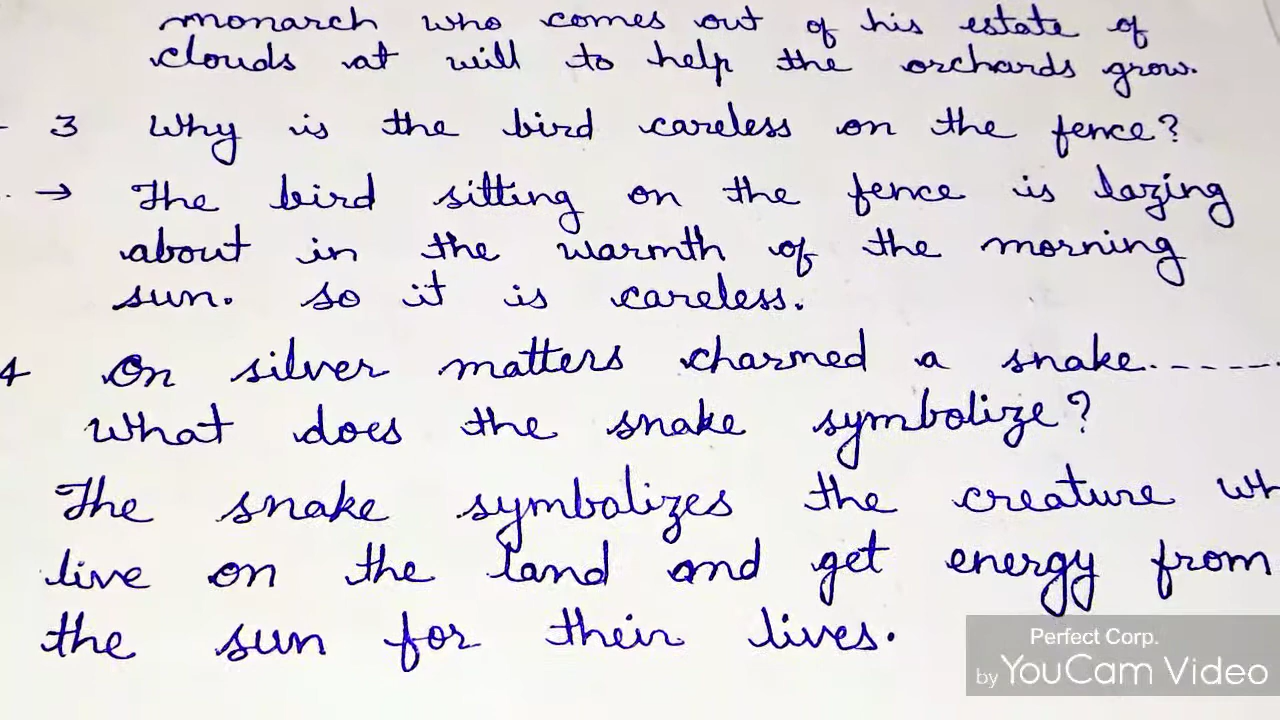 monarch who comes out of his estate of
clouds at will to help the orchards grow.
3 Why is the bird careless on the fence?
→ The bird sitting on the fence is lazing
about in the warmth of the morning
sun. So it is careless.
4 On silver matters charmed a snake.-----
What does the snake symbolize?
The snake symbolizes the creature wh
live on the land and get energy from
the sun for their lives.
Perfect Corp.
by YouCam Video